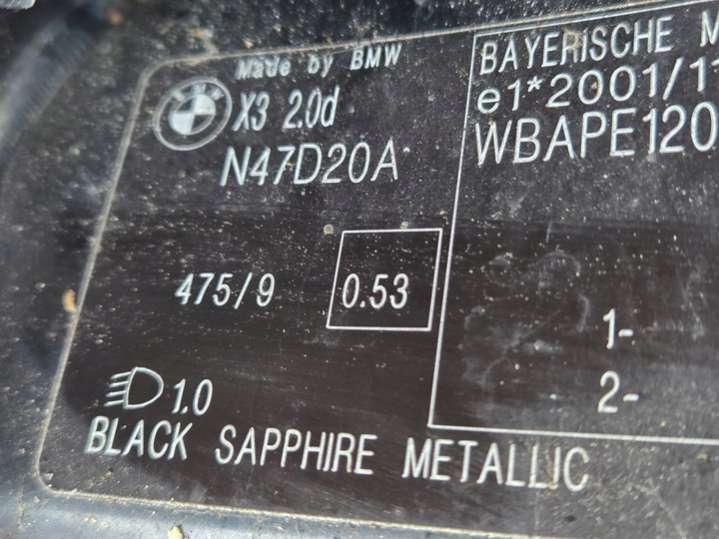 Made by BMW
X3 2.0d
N47D20A
475/9
0.53
1.0
BLACK SAPPHIRE METALLIC
BAYERISCHE M
e1*2001/11
WBAPE120
1-
2-